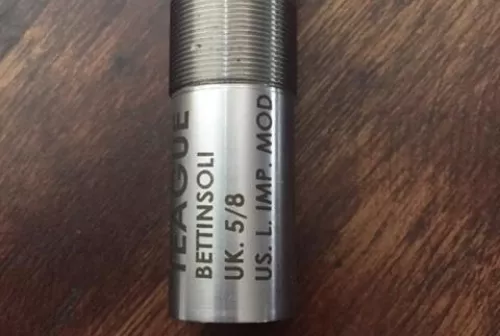 TEAGUE
BETTINSOLI
UK. 5/8
US. L. IMP. MOD